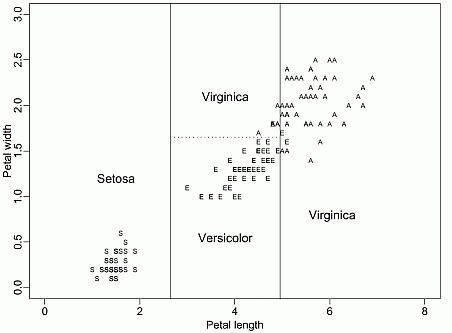 3.0
2.5
2.0
1.5
1.0
0.5
0.0
Petal width
Virginica
Setosa
Versicolor
Virginica
0 2 4 6 8
Petal length